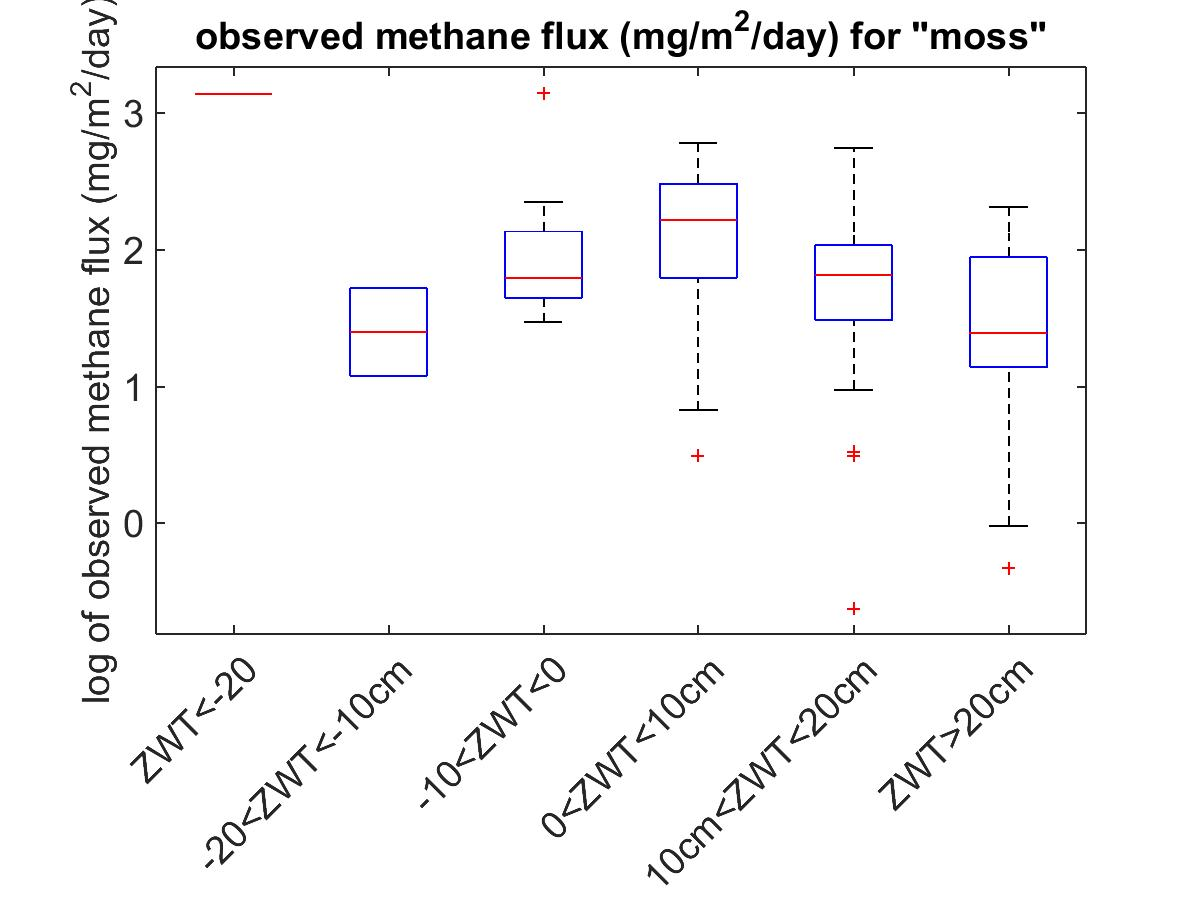 observed methane flux (mg/m²/day) for "moss"
log of observed methane flux (mg/m²/day)
3
2
1
0
ZWT<-20
-20<ZWT<-10cm
-10<ZWT<0
0<ZWT<10cm
10cm<ZWT<20cm
ZWT>20cm